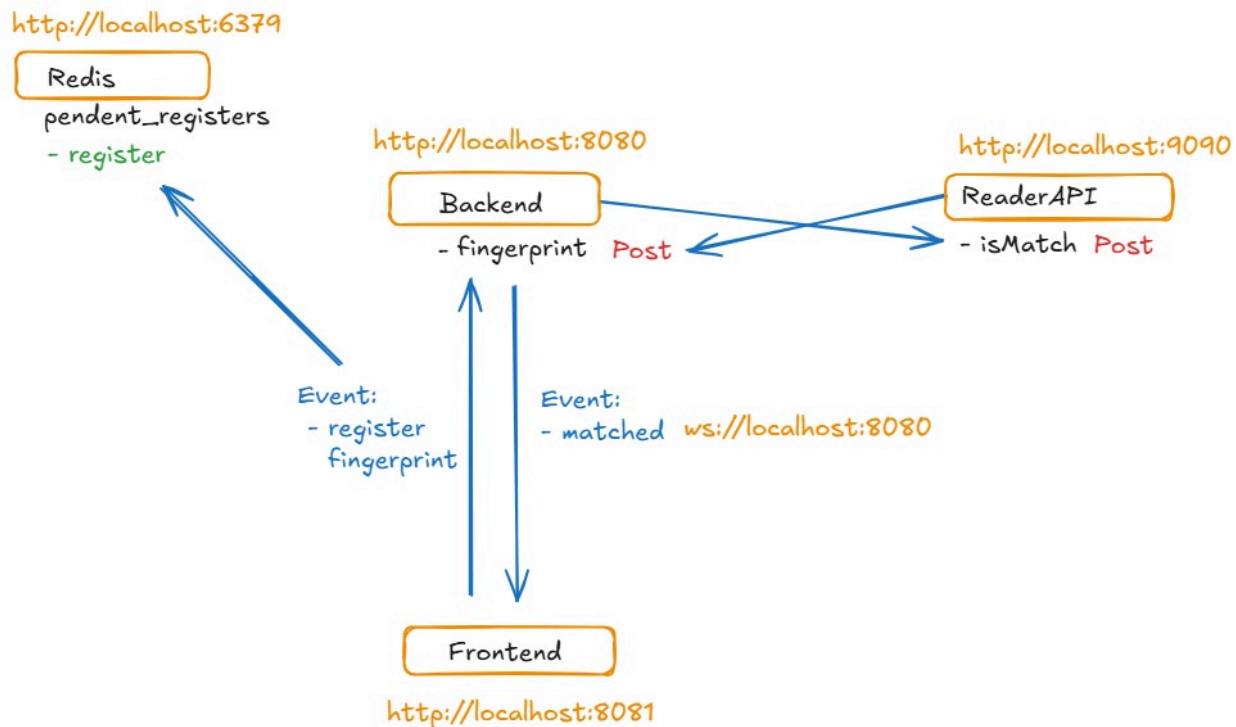 http://localhost:6379
Redis
pendent_registers
- register
http://localhost:8080
Backend
- fingerprint Post
http://localhost:9090
ReaderAPI
- isMatch Post
Event:
- register
fingerprint
Event:
- matched ws://localhost:8080
Frontend
http://localhost:8081